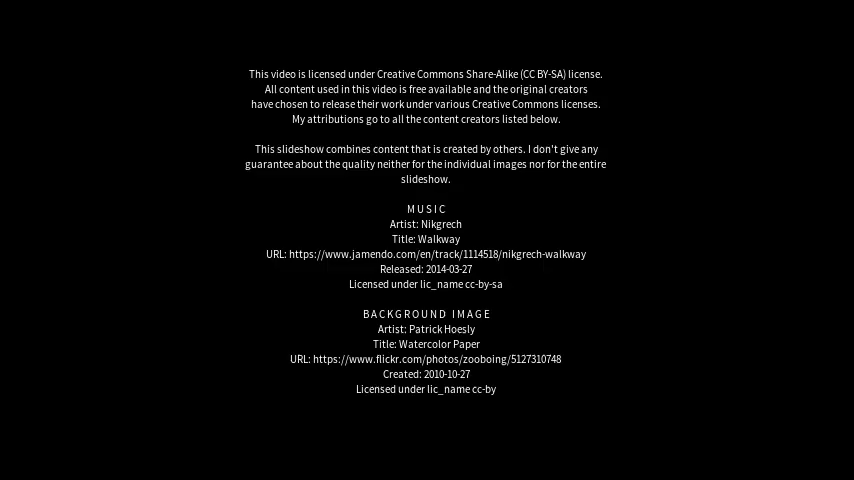 This video is licensed under Creative Commons Share-Alike (CC BY-SA) license.
All content used in this video is free available and the original creators
have chosen to release their work under various Creative Commons licenses.
My attributions go to all the content creators listed below.
This slideshow combines content that is created by others. I don't give any
guarantee about the quality neither for the individual images nor for the entire
slideshow.
MUSIC
Artist: Nikgrech
Title: Walkway
URL: https://www.jamendo.com/en/track/1114518/nikgrech-walkway
Released: 2014-03-27
Licensed under lic_name cc-by-sa
BACKGROUND IMAGE
Artist: Patrick Hoesly
Title: Watercolor Paper
URL: https://www.flickr.com/photos/zooboing/5127310748
Created: 2010-10-27
Licensed under lic_name cc-by